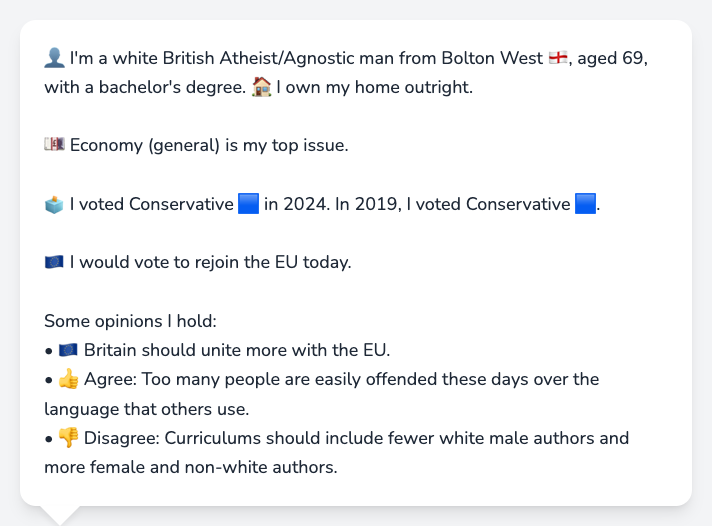 👤 I'm a white British Atheist/Agnostic man from Bolton West 🏴󠁧󠁢󠁥󠁮󠁧󠁿, aged 69,
with a bachelor's degree. 🏠 I own my home outright.
💷 Economy (general) is my top issue.
🗳️ I voted Conservative 🟦 in 2024. In 2019, I voted Conservative 🟦.
🇪🇺 I would vote to rejoin the EU today.
Some opinions I hold:
• 🇪🇺 Britain should unite more with the EU.
• 👍 Agree: Too many people are easily offended these days over the
language that others use.
• 👎 Disagree: Curriculums should include fewer white male authors and
more female and non-white authors.